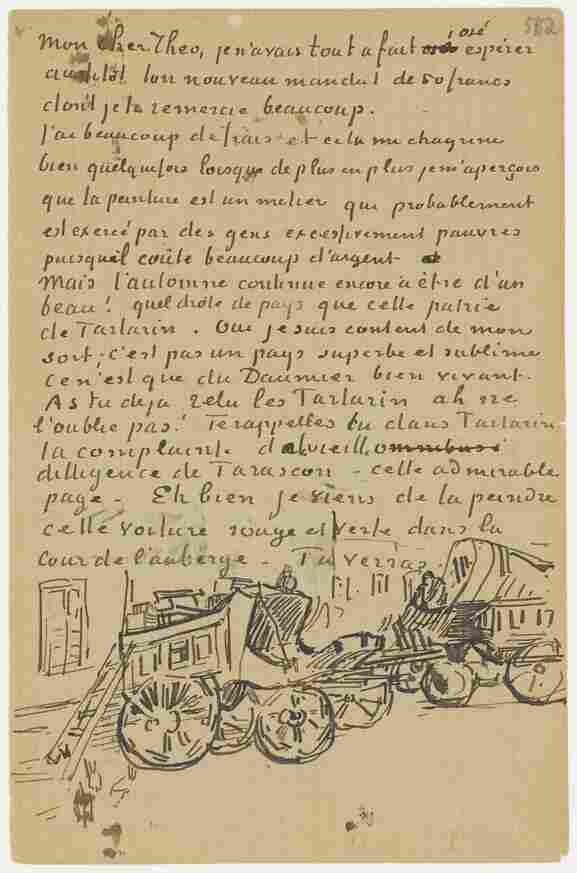 552
Mon cher Theo, je n'avais tout a fait osé espérer
aussitôt ton nouveau mandat de 50 francs
dont je te remercie beaucoup.
J'ai beaucoup de frais et cela me chagrine
bien quelquefois lorsque de plus en plus je m'aperçois
que la peinture est un metier qui probablement
est exercé par des gens excessivement pauvres
puisqu'il coûte beaucoup d'argent
Mais l'automne continue encore à être d'un
beau! quel drôle de pays que cette patrie
de Tartarin. Oui je suis content de mon
sort. c'est pas un pays superbe et sublime
ce n'est que du Daumier bien vivant.
As tu deja relu les Tartarin ah ne
l'oublie pas! Te rappelles tu dans Tartarin
la complainte de la vieille omnibus
dilligence de Tarascon - cette admirable
page - Eh bien je viens de la peindre
cette voiture rouge et verte dans la
cour de l'auberge - Tu verras.